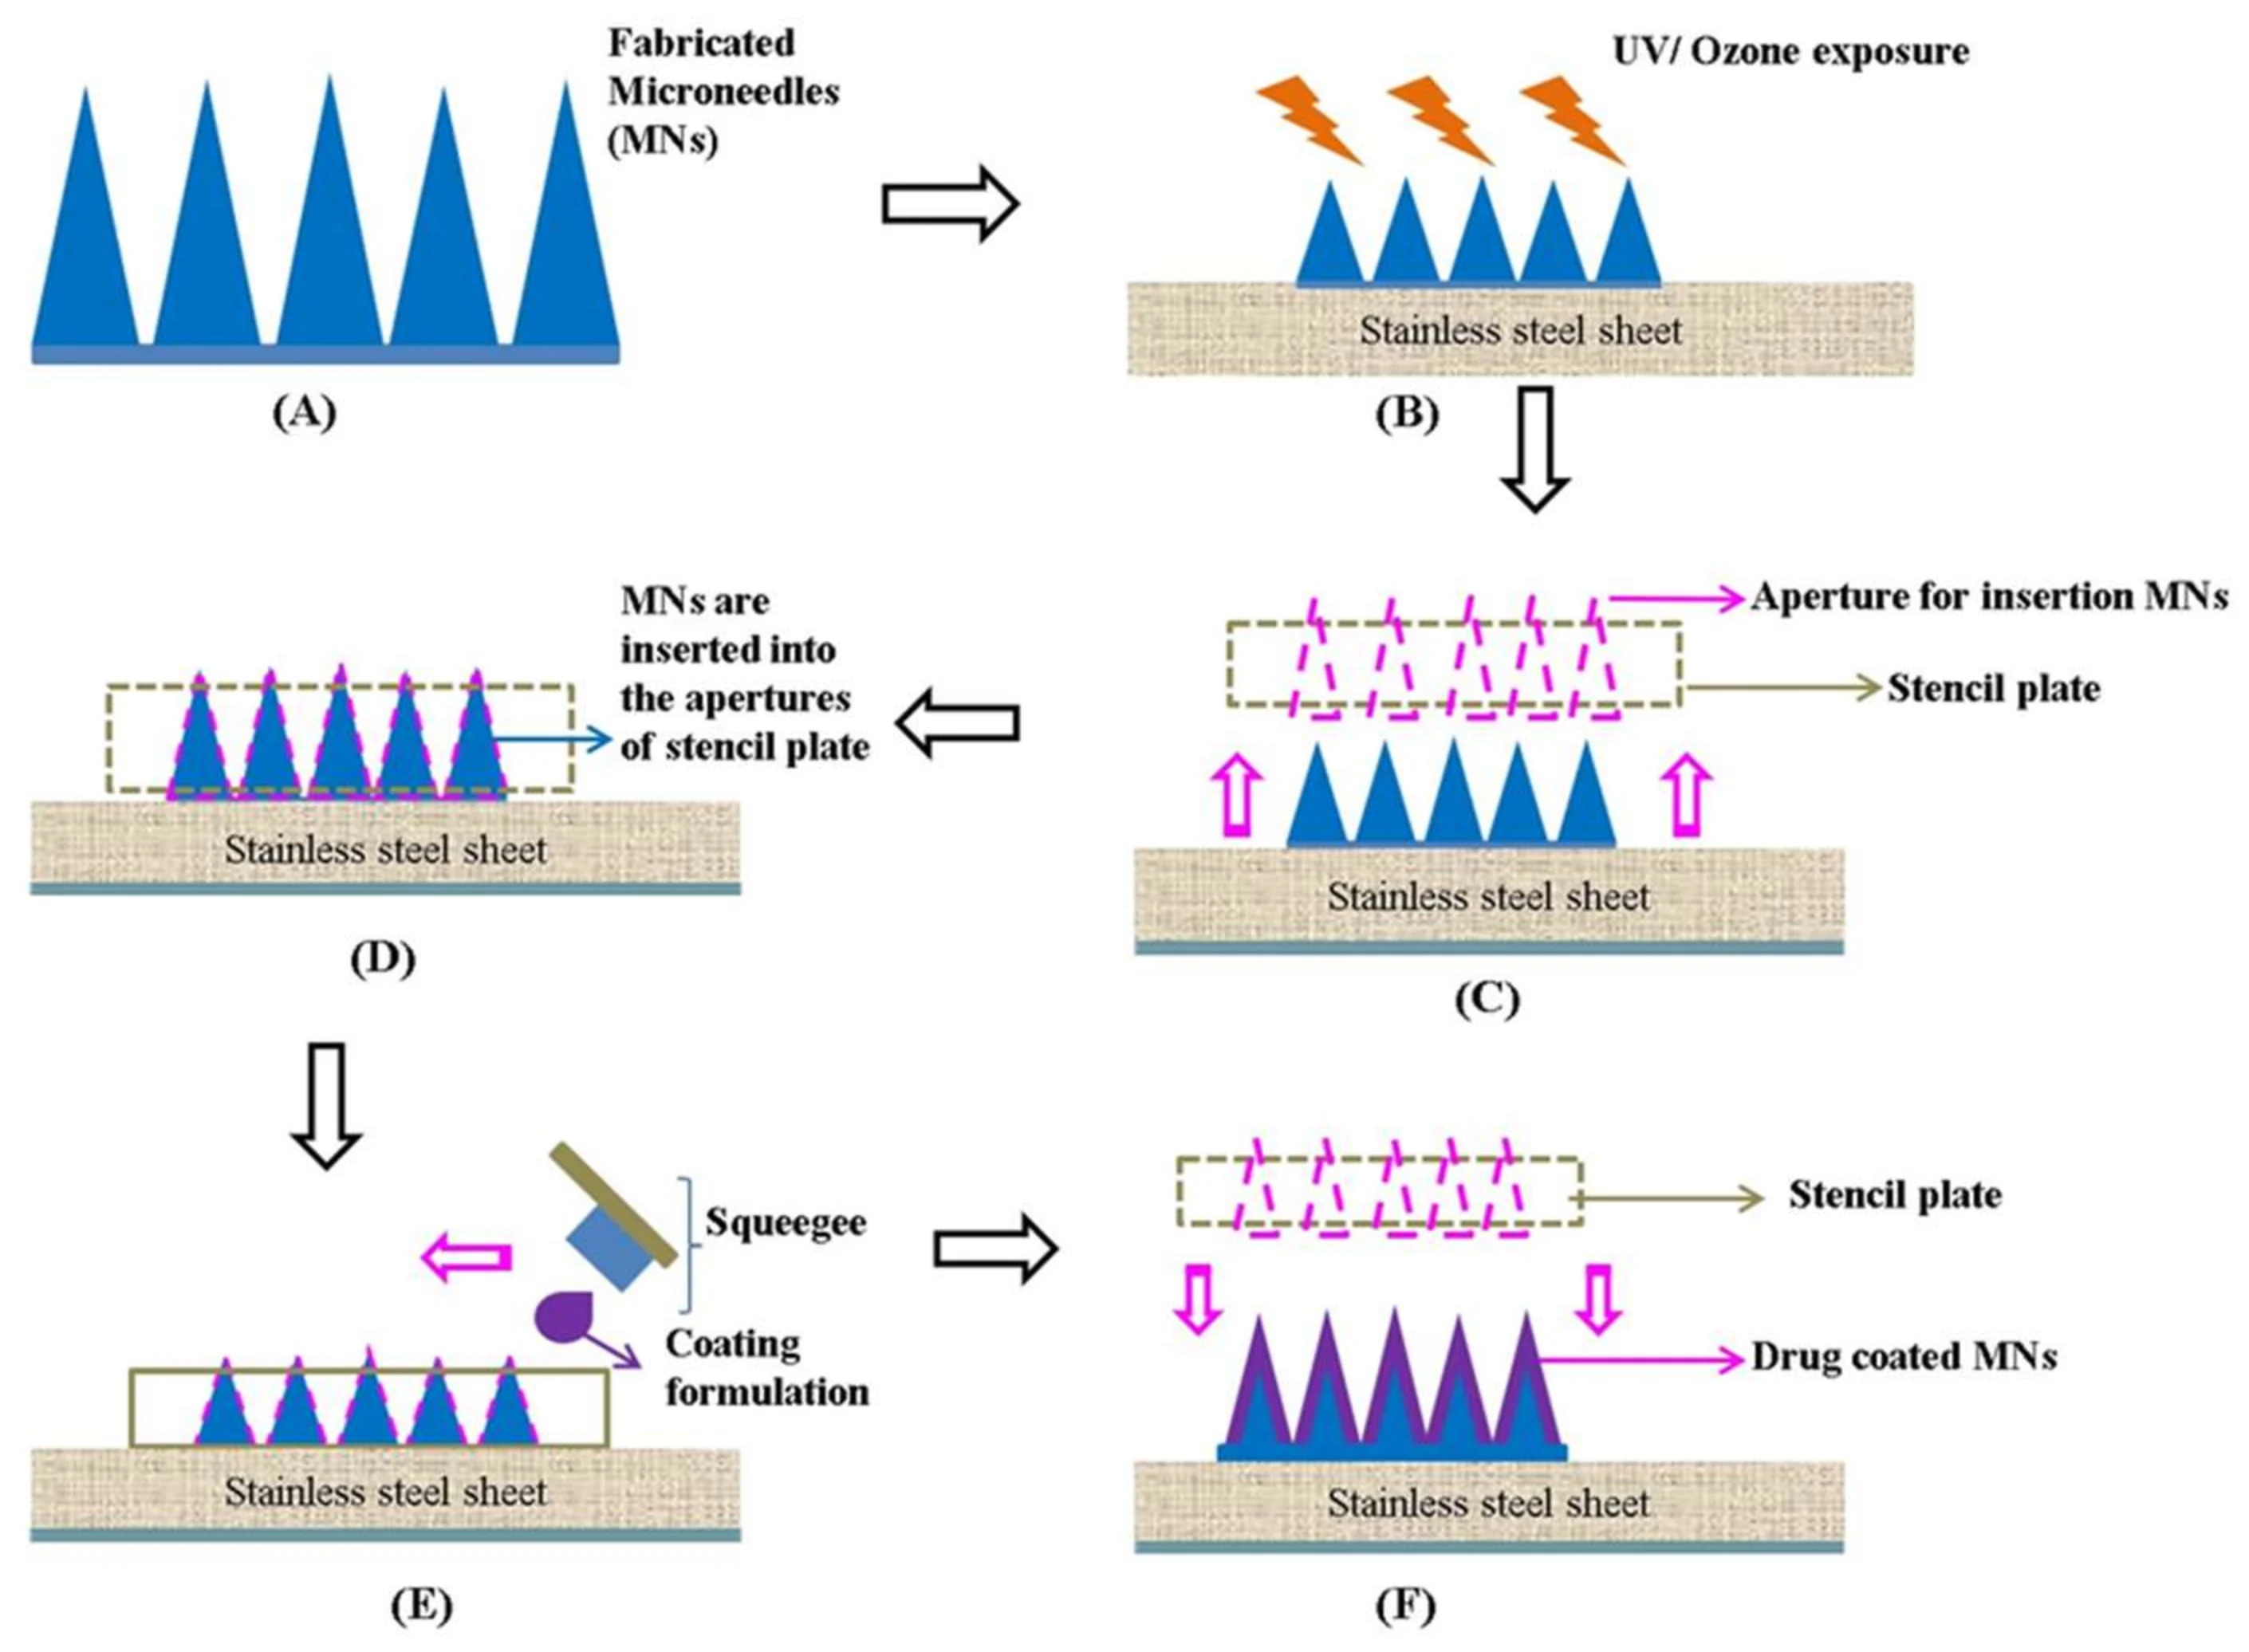 Fabricated
Microneedles
(MNs)
(A)
UV/ Ozone exposure
Stainless steel sheet
(B)
Aperture for insertion MNs
Stencil plate
Stainless steel sheet
(C)
MNs are
inserted into
the apertures
of stencil plate
Stainless steel sheet
(D)
Squeegee
Coating
formulation
Stainless steel sheet
(E)
Stencil plate
Drug coated MNs
Stainless steel sheet
(F)